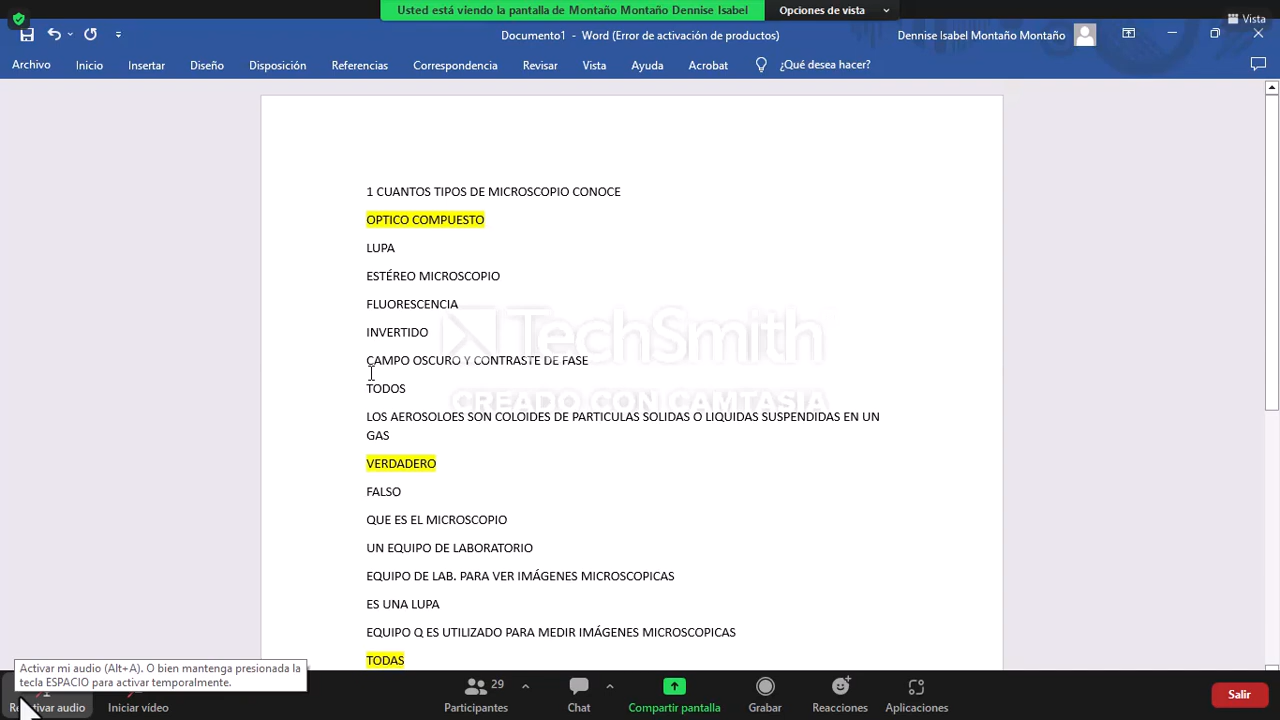 Usted está viendo la pantalla de Montaño Montaño Dennise Isabel
Opciones de vista
Vista
Documento1 - Word (Error de activación de productos)
Dennise Isabel Montaño Montaño
Archivo Inicio Insertar Diseño Disposición Referencias Correspondencia Revisar Vista Ayuda Acrobat ¿Qué desea hacer?
1 CUANTOS TIPOS DE MICROSCOPIO CONOCE
OPTICO COMPUESTO
LUPA
ESTÉREO MICROSCOPIO
FLUORESCENCIA
INVERTIDO
TechSmith
CAMPO OSCURO Y CONTRASTE DE FASE
TODOS
CREADO CON CAMTASIA
LOS AEROSOLOES SON COLOIDES DE PARTICULAS SOLIDAS O LIQUIDAS SUSPENDIDAS EN UN
GAS
VERDADERO
FALSO
QUE ES EL MICROSCOPIO
UN EQUIPO DE LABORATORIO
EQUIPO DE LAB. PARA VER IMÁGENES MICROSCOPICAS
ES UNA LUPA
EQUIPO Q ES UTILIZADO PARA MEDIR IMÁGENES MICROSCOPICAS
TODAS
Activar mi audio (Alt+A). O bien mantenga presionada la
tecla ESPACIO para activar temporalmente.
29
audio Iniciar vídeo Participantes Chat Compartir pantalla Grabar Reacciones Aplicaciones Salir